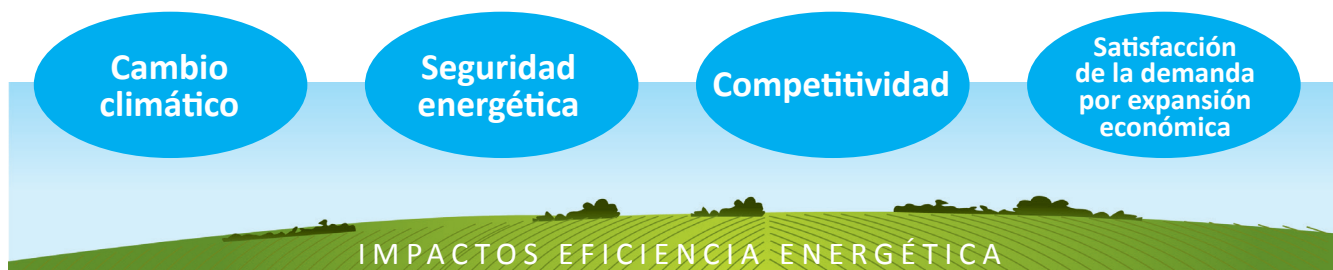 Cambio
climático
Seguridad
energética
Competitividad
Satisfacción
de la demanda
por expansión
económica
IMPACTOS EFICIENCIA ENERGÉTICA